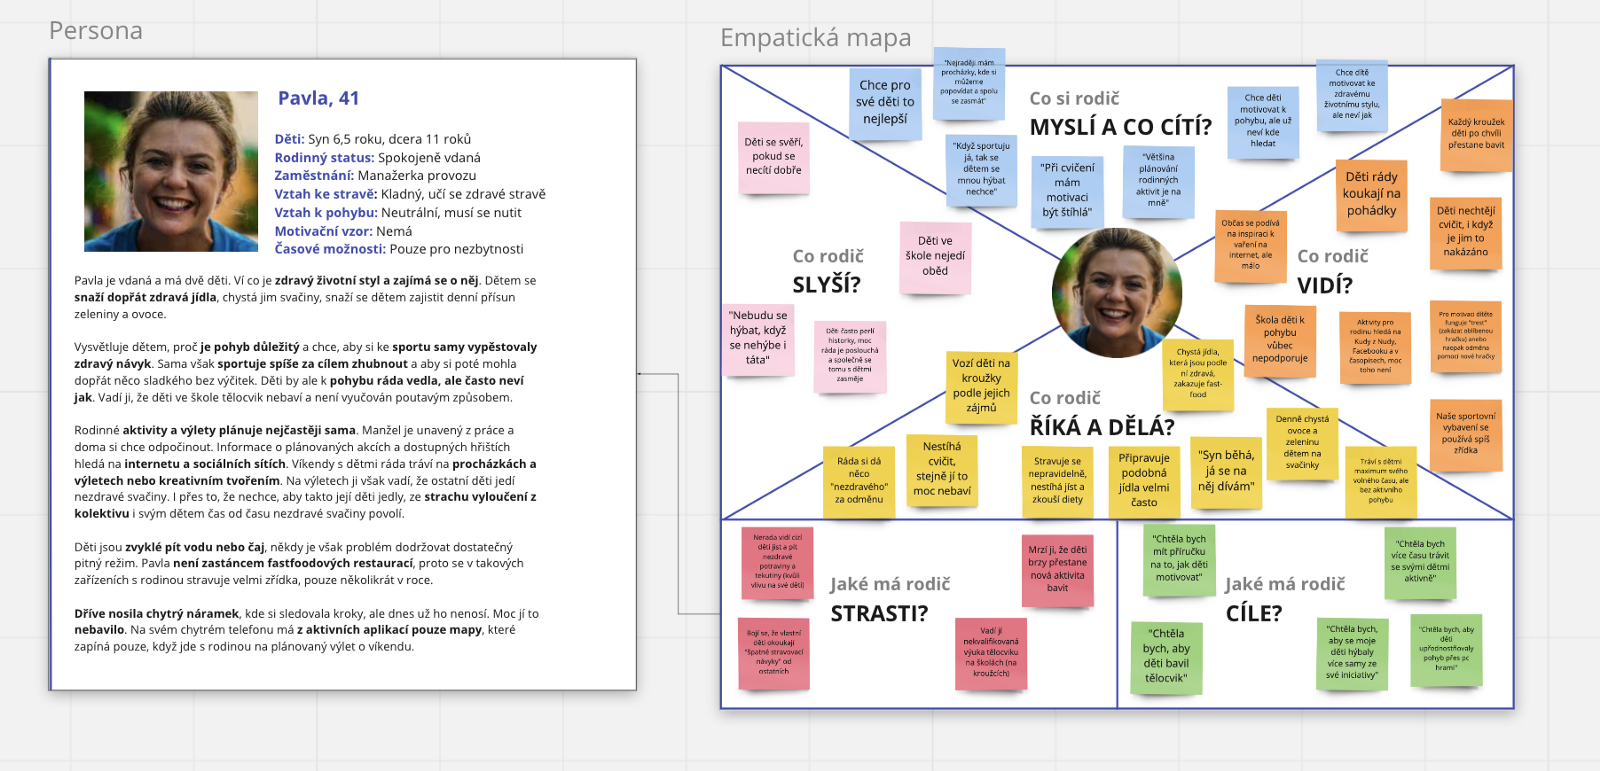 Persona
Pavla, 41
Děti: Syn 6,5 roku, dcera 11 roků
Rodinný status: Spokojeně vdaná
Zaměstnání: Manažerka provozu
Vztah ke stravě: Kladný, učí se zdravé stravě
Vztah k pohybu: Neutrální, musí se nutit
Motivační vzor: Nemá
Časové možnosti: Pouze pro nezbytnosti
Pavla je vdaná a má dvě děti. Ví co je zdravý životní styl a zajímá se o něj. Dětem se
snaží dopřát zdravá jídla, chystá jim svačiny, snaží se dětem zajistit denní přísun
zeleniny a ovoce.
Vysvětluje dětem, proč je pohyb důležitý a chce, aby si ke sportu samy vypěstovaly
zdravý návyk. Sama však sportuje spíše za cílem zhubnout a aby si poté mohla
dopřát něco sladkého bez výčitek. Děti by ale k pohybu ráda vedla, ale často neví
jak. Vadí ji, že děti ve škole tělocvik nebaví a není vyučován poutavým způsobem.
Rodinné aktivity a výlety plánuje nejčastěji sama. Manžel je unavený z práce a
doma si chce odpočinout. Informace o plánovaných akcích a dostupných hřištích
hledá na internetu a sociálních sítích. Víkendy s dětmi ráda tráví na procházkách a
výletech nebo kreativním tvořením. Na výletech ji však vadí, že ostatní děti jedí
nezdravé svačiny. I přes to, že nechce, aby takto její děti jedly, ze strachu vyloučení z
kolektivu i svým dětem čas od času nezdravé svačiny povolí.
Děti jsou zvyklé pít vodu nebo čaj, někdy je však problém dodržovat dostatečný
pitný režim. Pavla není zastáncem fastfoodových restaurací, proto se v takových
zařízeních s rodinou stravuje velmi zřídka, pouze několikrát v roce.
Dříve nosila chytrý náramek, kde si sledovala kroky, ale dnes už ho nenosí. Moc jí to
nebavilo. Na svém chytrém telefonu má z aktivních aplikací pouze mapy, které
zapíná pouze, když jde s rodinou na plánovaný výlet o víkendu.
Empatická mapa
Co si rodič
MYSLÍ A CO CÍTÍ?
Chce pro
své děti to
nejlepší
"Nejraději mám
procházky, kde si
můžeme
popovídat a spolu
se zasmát"
"Když sportuju
já, tak se
dětem se
mnou hýbat
nechce"
"Při cvičení
mám
motivaci
být štíhlá"
"Většina
plánování
rodinných
aktivit je na
mně"
Chce děti
motivovat k
pohybu, ale už
neví kde
hledat
Chce dítě
motivovat ke
zdravému
životnímu stylu,
ale neví jak
Co rodič
SLYŠÍ?
Děti se svěří,
pokud se
necítí dobře
Děti ve
škole nejedí
oběd
"Nebudu se
hýbat, když
se nehýbe i
táta"
Děti často perlí
historky, moc
ráda je poslouchá
a společně se
tomu s dětmi
zasměje
Co rodič
VIDÍ?
Každý kroužek
děti po chvíli
přestane bavit
Děti rády
koukají na
pohádky
Děti nechtějí
cvičit, i když
je jim to
nakázáno
Občas se podívá
na inspiraci k
vaření na
internet, ale
málo
Škola děti k
pohybu
vůbec
nepodporuje
Aktivity pro
rodinu hledá na
Kudy z Nudy,
Facebooku a v
časopisech, moc
toho není
Pro motivaci dítěte
funguje "trest"
(zakázat oblíbenou
hračku) anebo
naopak odměna
pomocí nové hračky
Naše sportovní
vybavení se
používá spíš
zřídka
Co rodič
ŘÍKÁ A DĚLÁ?
Vozí děti na
kroužky
podle jejich
zájmů
Chystá jídla,
která jsou podle
ní zdravá,
zakazuje fast-
food
Ráda si dá
něco
"nezdravého"
za odměnu
Nestíhá
cvičit,
stejně jí to
moc nebaví
Stravuje se
nepravidelně,
nestíhá jíst a
zkouší diety
Připravuje
podobná
jídla velmi
často
"Syn běhá,
já se na
něj dívám"
Denně chystá
ovoce a
zeleninu
dětem na
svačinky
Tráví s dětmi
maximum svého
volného času, ale
bez aktivního
pohybu
Jaké má rodič
STRASTI?
Nerada vidí cizí
děti jíst a pít
nezdravé
potraviny a
tekutiny (kvůli
vlivu na své děti)
Mrzí ji, že děti
brzy přestane
nová aktivita
bavit
Bojí se, že vlastní
děti okoukají
"špatné stravovací
návyky" od
ostatních
Vadí jí
nekvalifikovaná
výuka tělocviku
na školách (na
kroužcích)
Jaké má rodič
CÍLE?
"Chtěla bych
mít příručku
na to, jak děti
motivovat"
"Chtěla bych
více času trávit
se svými dětmi
aktivně"
"Chtěla
bych, aby
děti bavil
tělocvik"
"Chtěla bych,
aby se moje
děti hýbaly
více samy ze
své iniciativy"
"Chtěla bych, aby
děti
upřednostňovaly
pohyb přes pc
hrami"